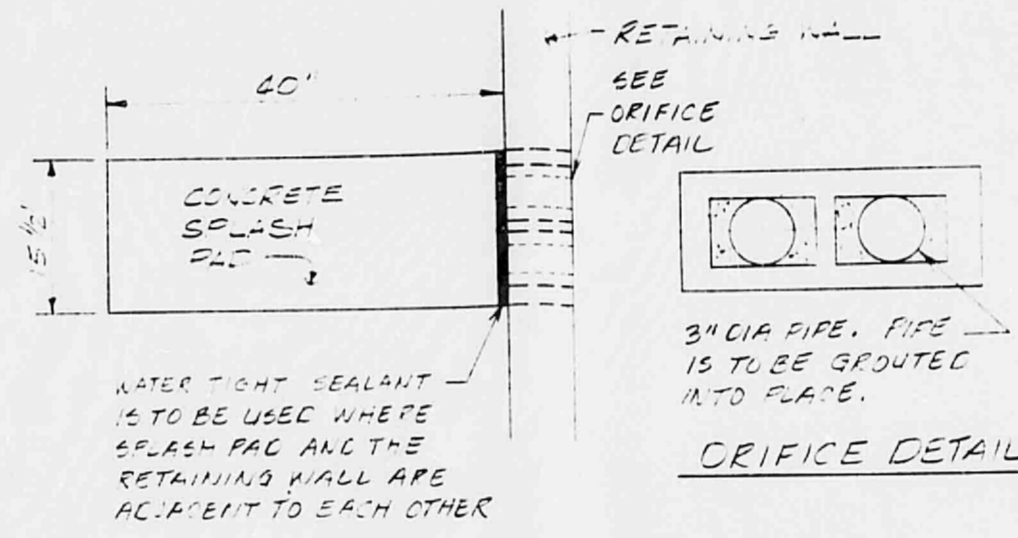 RETAINING WALL
SEE
ORIFICE
DETAIL
40"
15 1/2"
CONCRETE
SPLASH
PAD
3" DIA PIPE. PIPE
IS TO BE GROUTED
INTO PLACE.
WATER TIGHT SEALANT
IS TO BE USED WHERE
SPLASH PAD AND THE
RETAINING WALL ARE
ADJACENT TO EACH OTHER
ORIFICE DETAIL